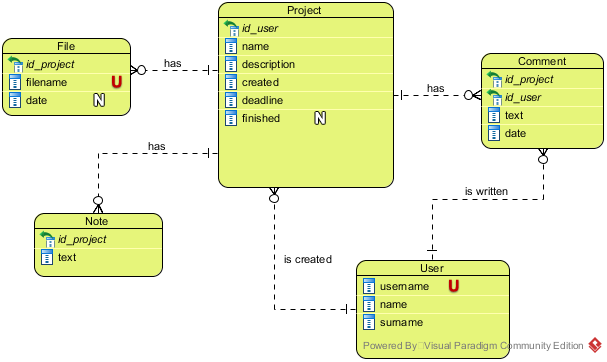 Project
id_user
name
description
created
deadline
finished N
File
id_project
filename U
date N
has
has
Comment
id_project
id_user
text
date
has
Note
id_project
text
is written
is created
User
username U
name
surname
Powered By Visual Paradigm Community Edition